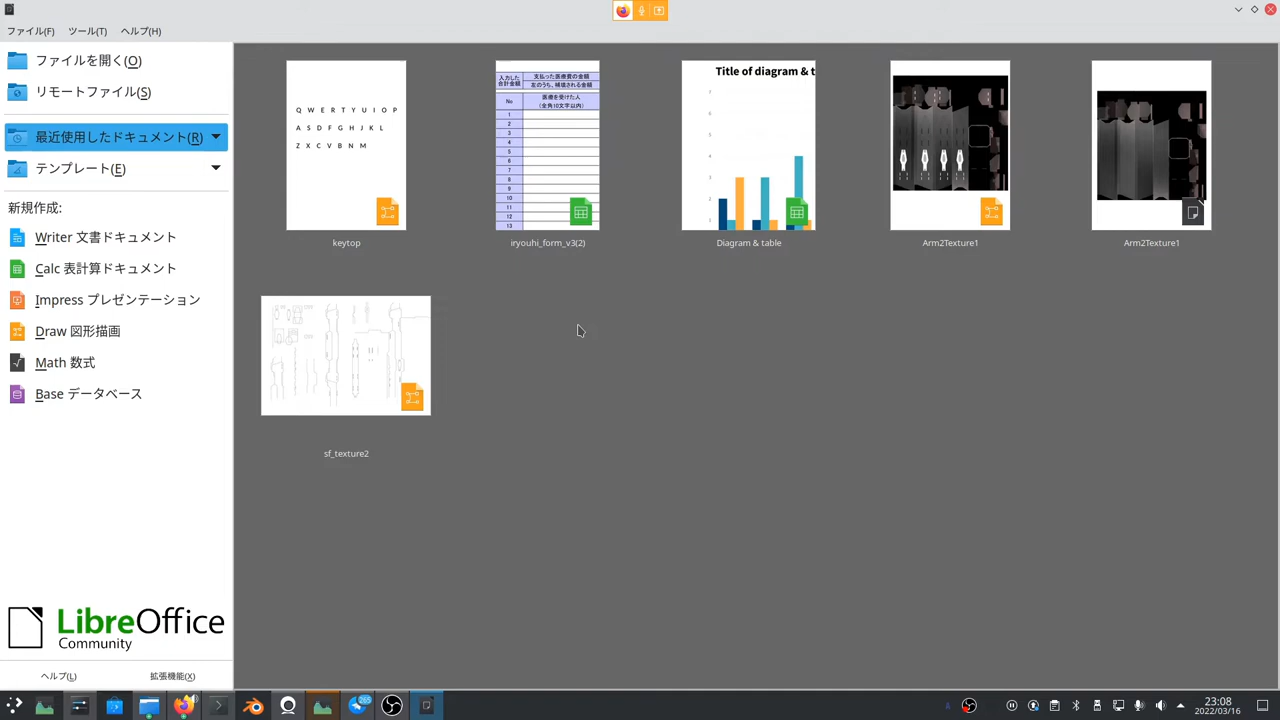 ファイル(F) ツール(T) ヘルプ(H)
ファイルを開く(O)
リモートファイル(S)
最近使用したドキュメント(R)
テンプレート(E)
新規作成:
Writer 文書ドキュメント
Calc 表計算ドキュメント
Impress プレゼンテーション
Draw 図形描画
Math 数式
Base データベース
LibreOffice
Community
ヘルプ(L) 拡張機能(X)
Q W E R T Y U I O P
A S D F G H J K L
Z X C V B N M
keytop
入力した
合計金額
支払った医療費の金額
左のうち、補填される金額
No
医療を受けた人
(全角10文字以内)
1
2
3
4
5
6
7
8
9
10
11
12
13
iryouhi_form_v3(2)
Title of diagram & t
7
6
5
4
3
2
1
Diagram & table
Arm2Texture1
Arm2Texture1
sf_texture2
265
23:08
2022/03/16